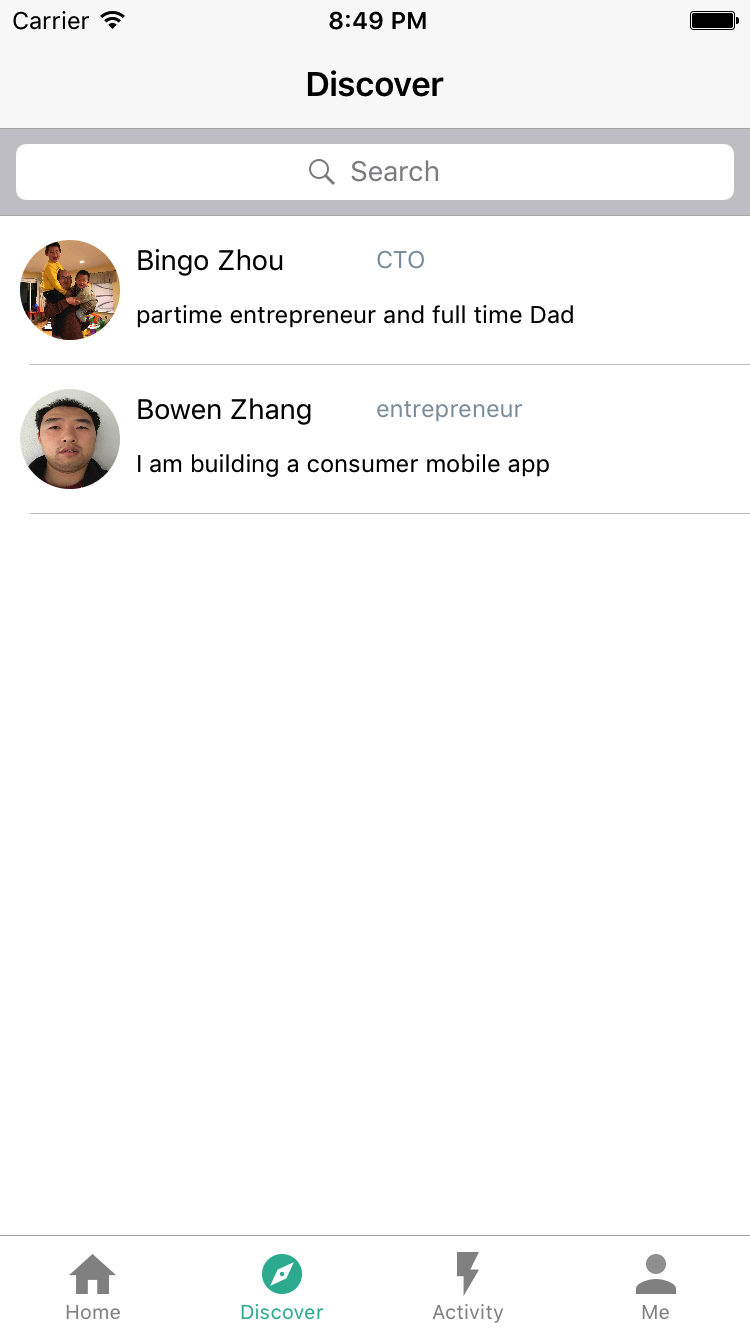 Carrier 8:49 PM
Discover
Search
Bingo Zhou CTO
partime entrepreneur and full time Dad
Bowen Zhang entrepreneur
I am building a consumer mobile app
Home Discover Activity Me